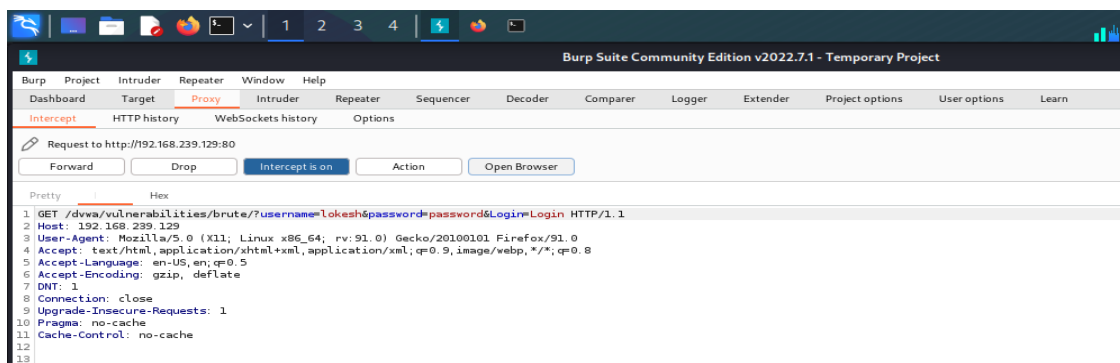 1 2 3 4
Burp Suite Community Edition v2022.7.1 - Temporary Project
Burp Project Intruder Repeater Window Help
Dashboard Target Proxy Intruder Repeater Sequencer Decoder Comparer Logger Extender Project options User options Learn
Intercept HTTP history WebSockets history Options
Request to http://192.168.239.129:80
Forward Drop Intercept is on Action Open Browser
Pretty Hex
1 GET /dvwa/vulnerabilities/brute/?username=lokesh&password=password&Login=Login HTTP/1.1
2 Host: 192.168.239.129
3 User-Agent: Mozilla/5.0 (X11; Linux x86_64; rv:91.0) Gecko/20100101 Firefox/91.0
4 Accept: text/html,application/xhtml+xml,application/xml;q=0.9,image/webp,*/*;q=0.8
5 Accept-Language: en-US,en;q=0.5
6 Accept-Encoding: gzip, deflate
7 DNT: 1
8 Connection: close
9 Upgrade-Insecure-Requests: 1
10 Pragma: no-cache
11 Cache-Control: no-cache
12
13